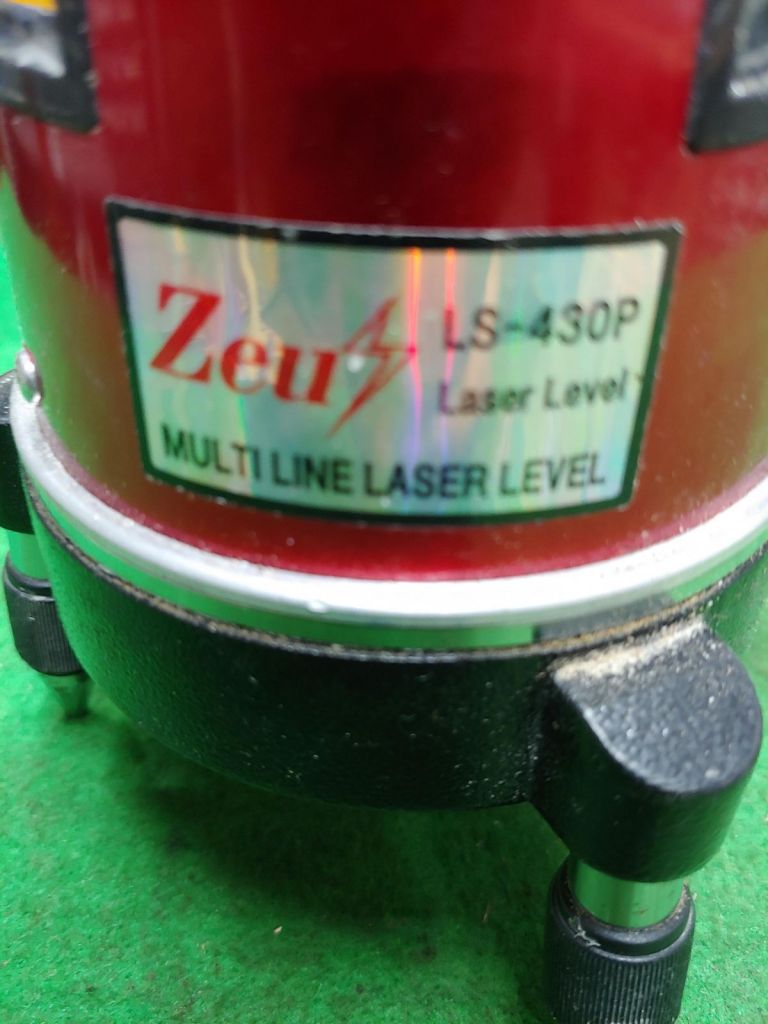 Zeus LS-430P
Laser Level
MULTI LINE LASER LEVEL